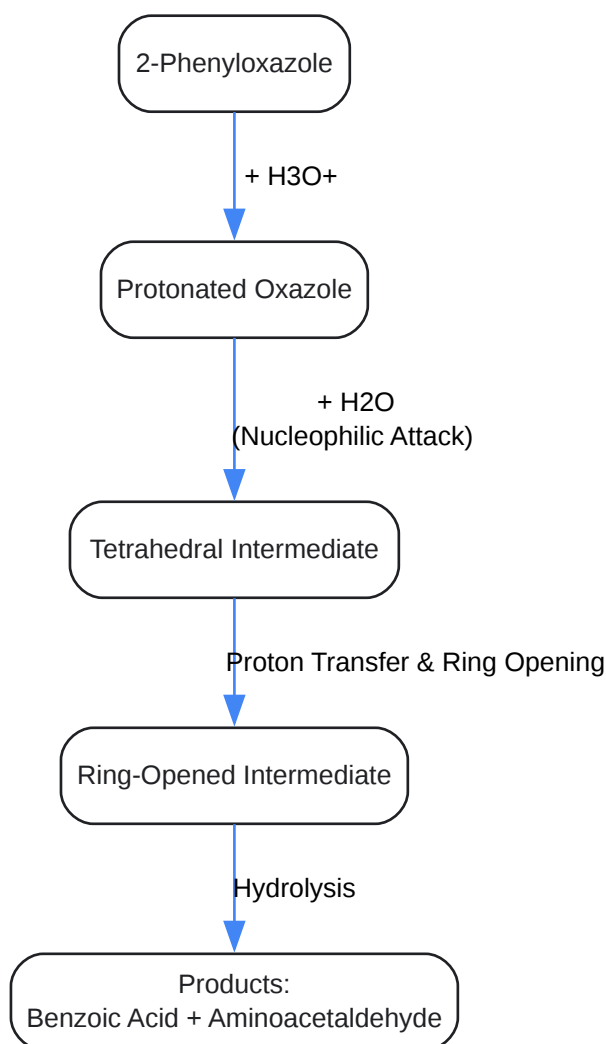 2-Phenyloxazole
+ H3O+
Protonated Oxazole
+ H2O
(Nucleophilic Attack)
Tetrahedral Intermediate
Proton Transfer & Ring Opening
Ring-Opened Intermediate
Hydrolysis
Products:
Benzoic Acid + Aminoacetaldehyde